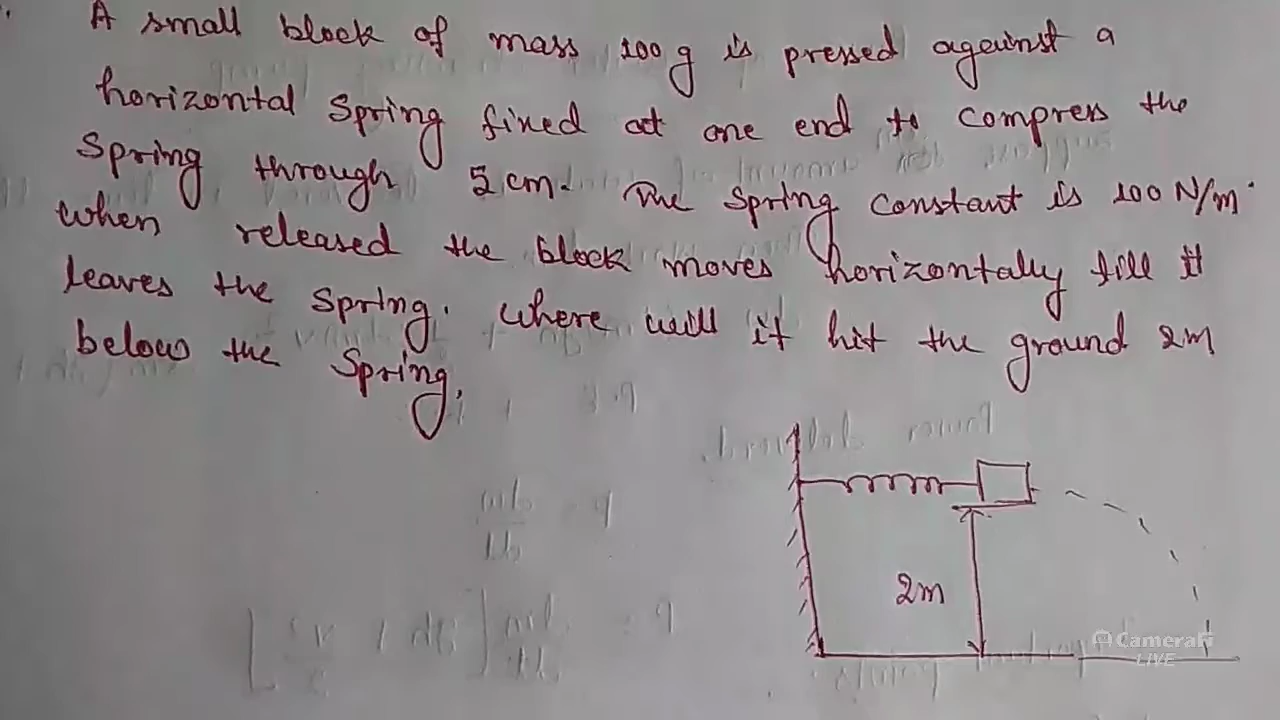 A small block of mass 100 g is pressed against a
horizontal Spring fixed at one end to compress the
Spring through 5 cm. The Spring constant is 100 N/m.
When released the block moves horizontally till it
leaves the Spring. Where will it hit the ground 2m
below the Spring.
2m
CameraFi
LIVE